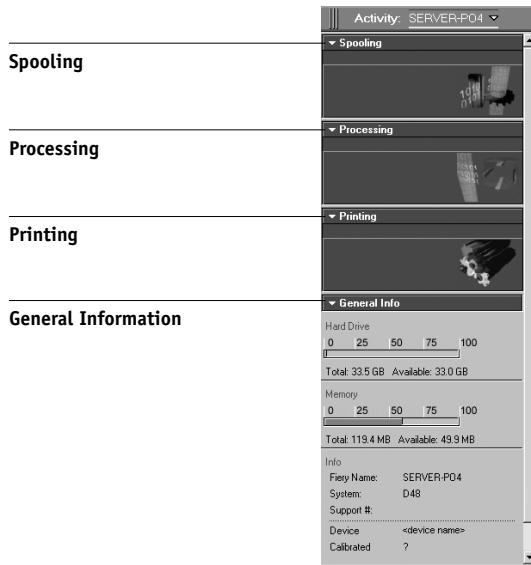 Activity: SERVER-PO4
Spooling
Spooling
Processing
Processing
Printing
Printing
General Info
General Information
Hard Drive
0 25 50 75 100
Total: 33.5 GB Available: 33.0 GB
Memory
0 25 50 75 100
Total: 119.4 MB Available: 49.9 MB
Info
Fiery Name: SERVER-PO4
System: D48
Support #:
Device <device name>
Calibrated ?